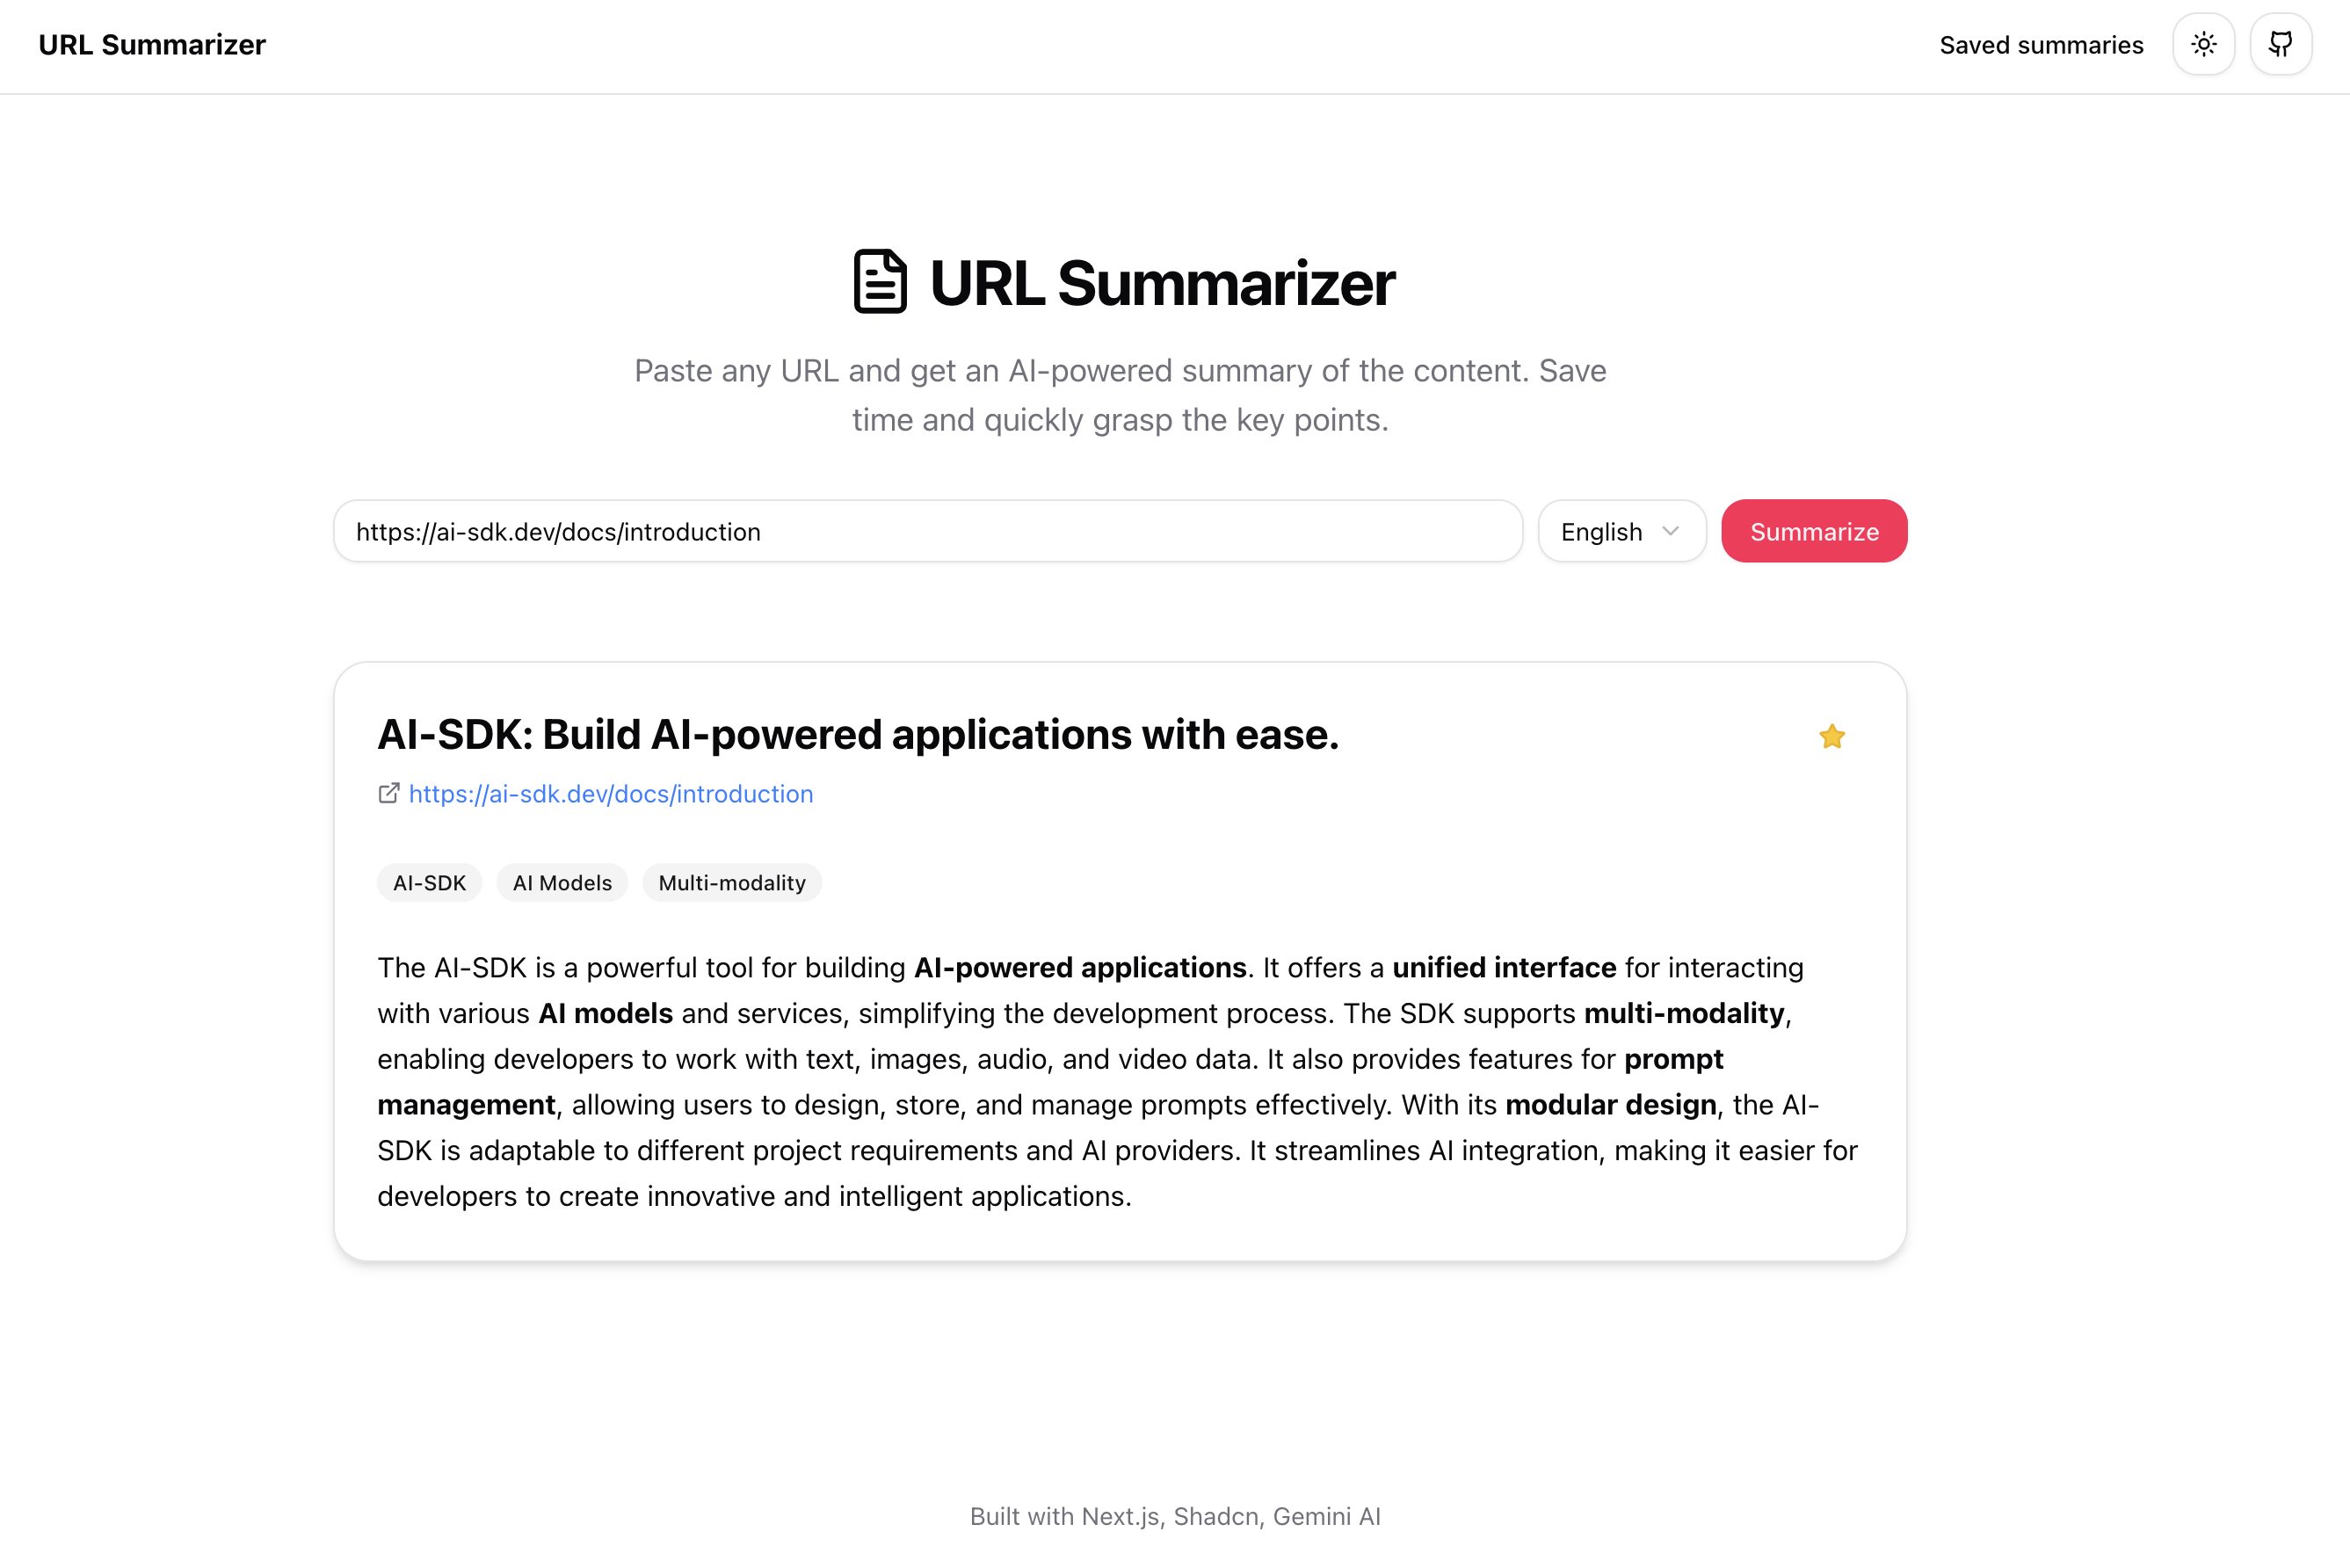 URL Summarizer
Saved summaries
URL Summarizer
Paste any URL and get an AI-powered summary of the content. Save
time and quickly grasp the key points.
https://ai-sdk.dev/docs/introduction
English
Summarize
AI-SDK: Build AI-powered applications with ease.
https://ai-sdk.dev/docs/introduction
AI-SDK
AI Models
Multi-modality
The AI-SDK is a powerful tool for building AI-powered applications. It offers a unified interface for interacting
with various AI models and services, simplifying the development process. The SDK supports multi-modality,
enabling developers to work with text, images, audio, and video data. It also provides features for prompt
management, allowing users to design, store, and manage prompts effectively. With its modular design, the AI-
SDK is adaptable to different project requirements and AI providers. It streamlines AI integration, making it easier for
developers to create innovative and intelligent applications.
Built with Next.js, Shadcn, Gemini AI